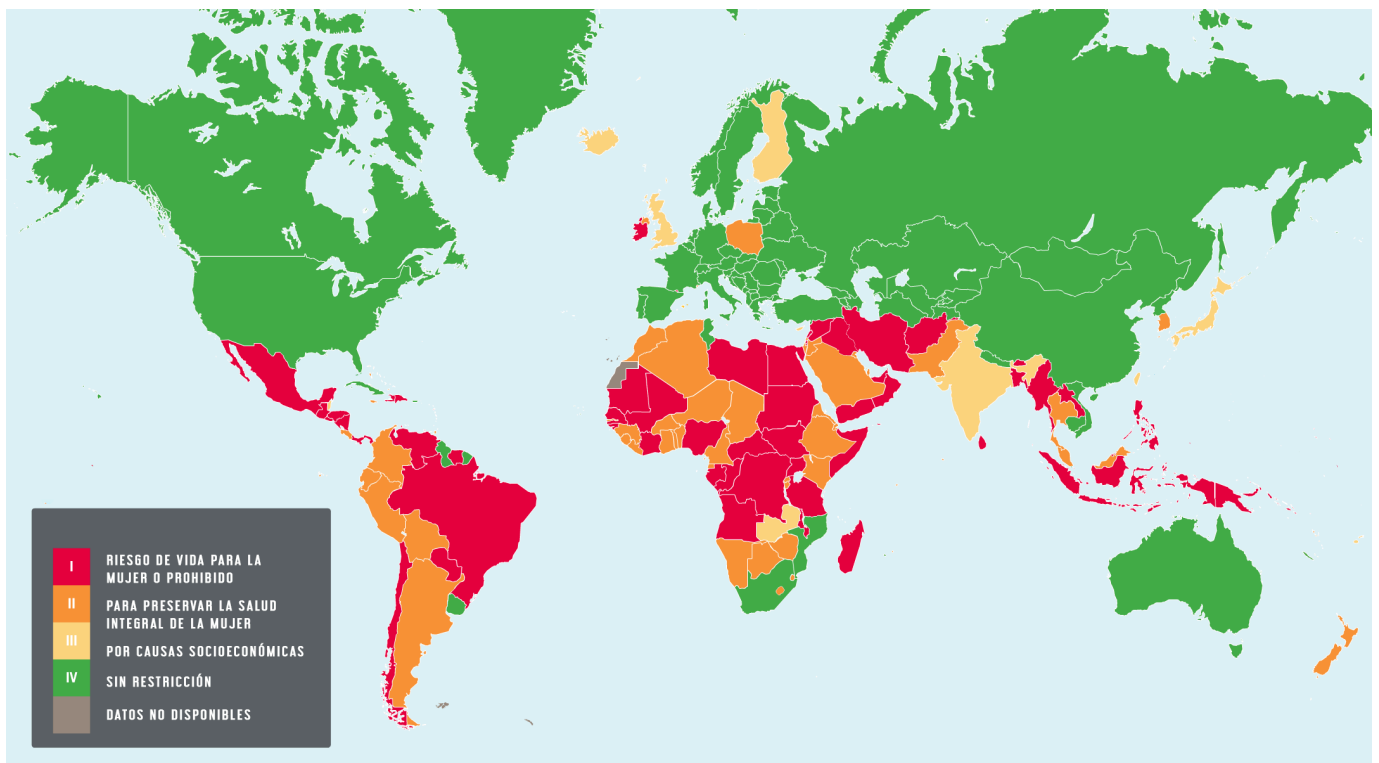 I
RIESGO DE VIDA PARA LA
MUJER O PROHIBIDO
II
PARA PRESERVAR LA SALUD
INTEGRAL DE LA MUJER
III
POR CAUSAS SOCIOECONÓMICAS
IV
SIN RESTRICCIÓN
DATOS NO DISPONIBLES